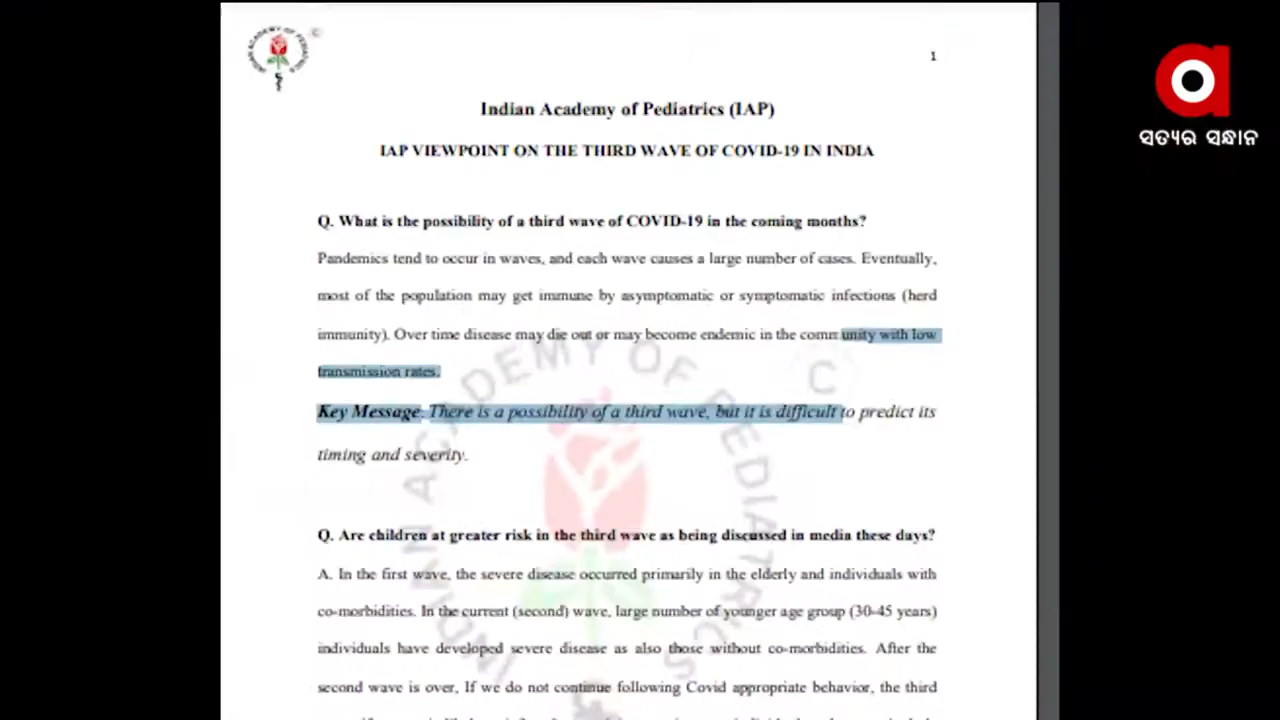 INDIAN ACADEMY OF PEDIATRICS
C
1
Indian Academy of Pediatrics (IAP)
IAP VIEWPOINT ON THE THIRD WAVE OF COVID-19 IN INDIA
ସତ୍ୟର ସନ୍ଧାନ
Q. What is the possibility of a third wave of COVID-19 in the coming months?
Pandemics tend to occur in waves, and each wave causes a large number of cases. Eventually,
most of the population may get immune by asymptomatic or symptomatic infections (herd
immunity). Over time disease may die out or may become endemic in the community with low
transmission rates.
Key Message: There is a possibility of a third wave, but it is difficult to predict its
timing and severity.
INDIAN ACADEMY OF PEDIATRICS
C
Q. Are children at greater risk in the third wave as being discussed in media these days?
A. In the first wave, the severe disease occurred primarily in the elderly and individuals with
co-morbidities. In the current (second) wave, large number of younger age group (30-45 years)
individuals have developed severe disease as also those without co-morbidities. After the
second wave is over, If we do not continue following Covid appropriate behavior, the third